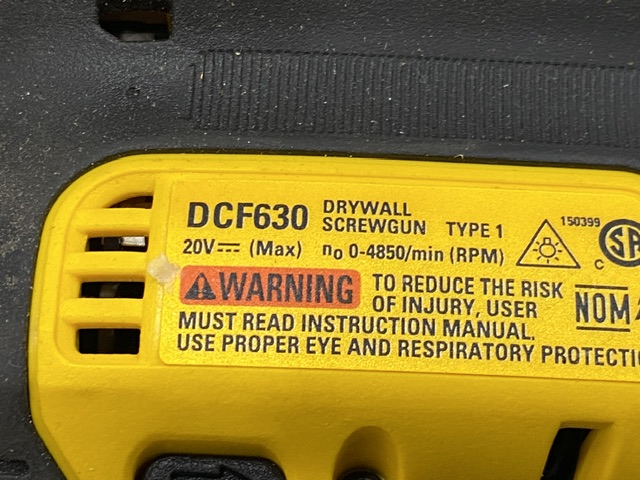 DCF630 DRYWALL SCREWGUN TYPE 1
20V⎓ (Max) n₀ 0-4850/min (RPM)
150399
C
⚠WARNING TO REDUCE THE RISK
OF INJURY, USER
MUST READ INSTRUCTION MANUAL.
USE PROPER EYE AND RESPIRATORY
NOM